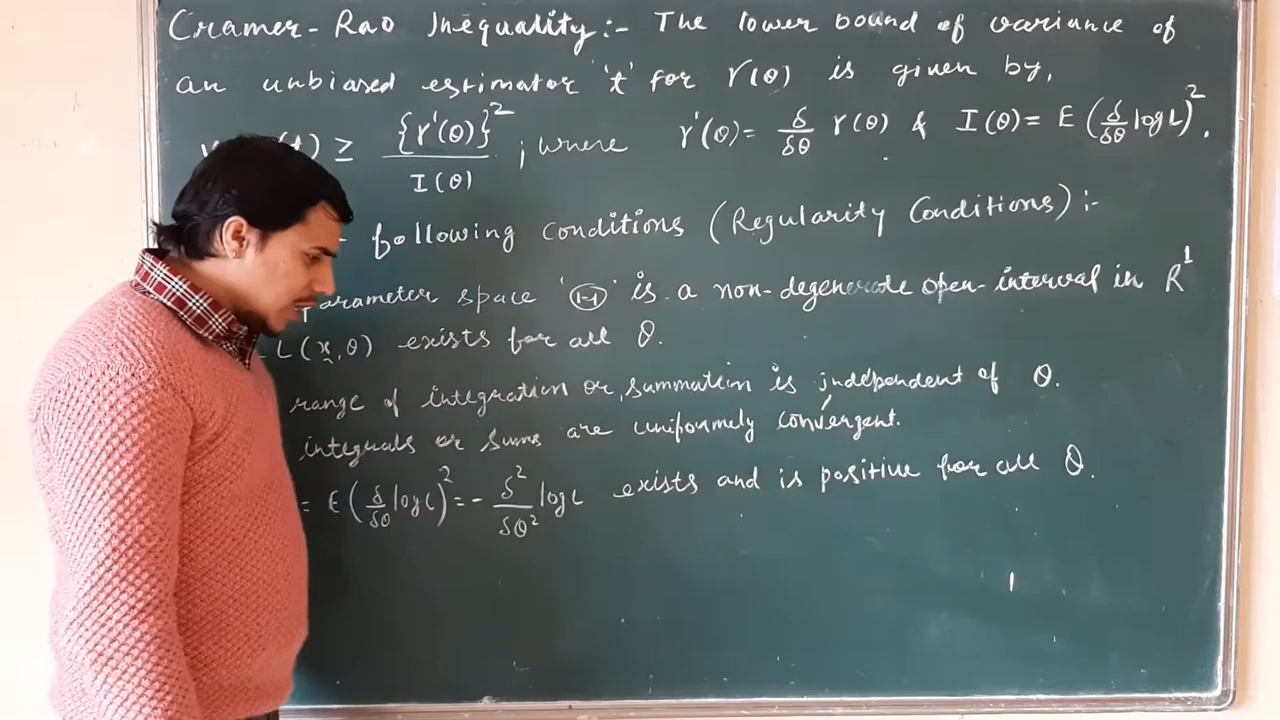 Cramer-Rao Inequality:- The lower bound of variance of
an unbiased estimator 't' for γ(θ) is given by,
(t) ≥ {γ'(θ)}² / I(θ) ; where γ'(θ) = δ/δθ γ(θ) & I(θ) = E(δ/δθ log L)².
following conditions (Regularity Conditions) :-
Parameter space 'Ⓗ' is a non-degenerate open-interval in R¹
L(x̰,θ) exists for all θ.
range of integration or, summation is independent of θ.
integrals or sums are uniformely convergent.
= E(δ/δθ log L)² = - δ²/δθ² log L exists and is positive for all θ.